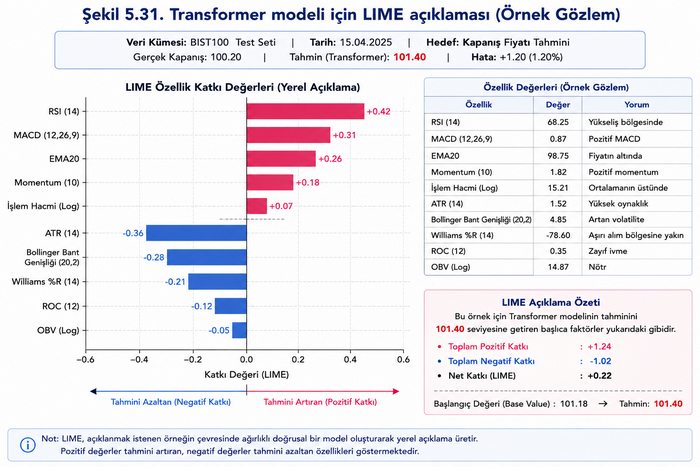 Şekil 5.31. Transformer modeli için LIME açıklaması (Örnek Gözlem)
Veri Kümesi: BIST100 Test Seti | Tarih: 15.04.2025 | Hedef: Kapanış Fiyatı Tahmini
Gerçek Kapanış: 100.20 | Tahmin (Transformer): 101.40 | Hata: +1.20 (1.20%)
LIME Özellik Katkı Değerleri (Yerel Açıklama)
RSI (14) +0.42
MACD (12,26,9) +0.31
EMA20 +0.26
Momentum (10) +0.18
İşlem Hacmi (Log) +0.07
ATR (14) -0.36
Bollinger Bant
Genişliği (20,2) -0.28
Williams %R (14) -0.21
ROC (12) -0.12
OBV (Log) -0.05
−0.6 −0.4 −0.2 0.0 0.2 0.4 0.6
Katkı Değeri (LIME)
Tahmini Azaltan (Negatif Katkı) Tahmini Artıran (Pozitif Katkı)
Özellik Değerleri (Örnek Gözlem)
Özellik Değer Yorum
RSI (14) 68.25 Yükseliş bölgesinde
MACD (12,26,9) 0.87 Pozitif MACD
EMA20 98.75 Fiyatın altında
Momentum (10) 1.82 Pozitif momentum
İşlem Hacmi (Log) 15.21 Ortalamanın üstünde
ATR (14) 1.52 Yüksek oynaklık
Bollinger Bant Genişliği (20,2) 4.85 Artan volatilite
Williams %R (14) -78.60 Aşırı alım bölgesine yakın
ROC (12) 0.35 Zayıf ivme
OBV (Log) 14.87 Nötr
LIME Açıklama Özeti
Bu örnek için Transformer modelinin tahminini
101.40 seviyesine getiren başlıca faktörler yukarıdaki gibidir.
• Toplam Pozitif Katkı : +1.24
• Toplam Negatif Katkı : -1.02
• Net Katkı (LIME) : +0.22
Başlangıç Değeri (Base Value) : 101.18 → Tahmin: 101.40
Not: LIME, açıklanmak istenen örneğin çevresinde ağırlıklı doğrusal bir model oluşturarak yerel açıklama üretir.
Pozitif değerler tahmini artıran, negatif değerler tahmini azaltan özellikleri göstermektedir.